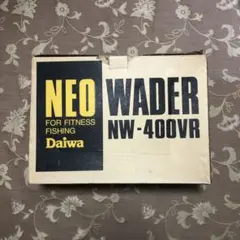 NEO WADER
FOR FITNESS
FISHING
Daiwa
NW-400VR